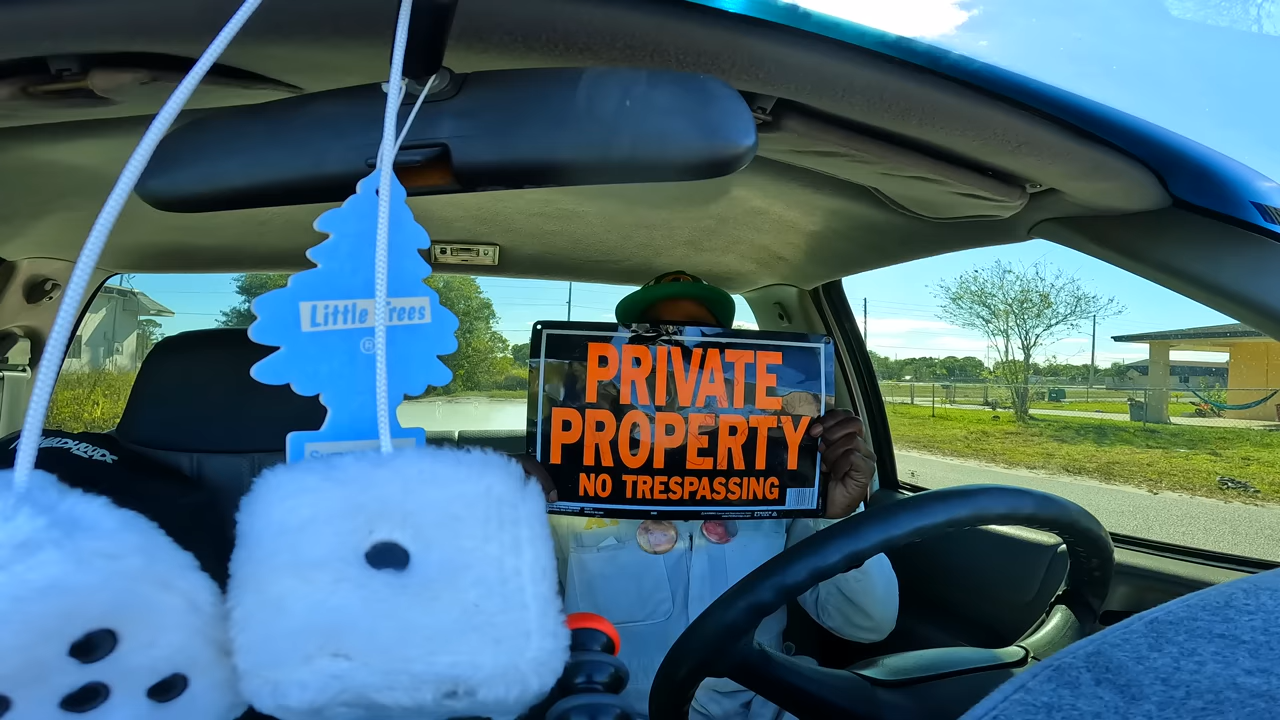 Little Trees
®
PRIVATE
PROPERTY
NO TRESPASSING